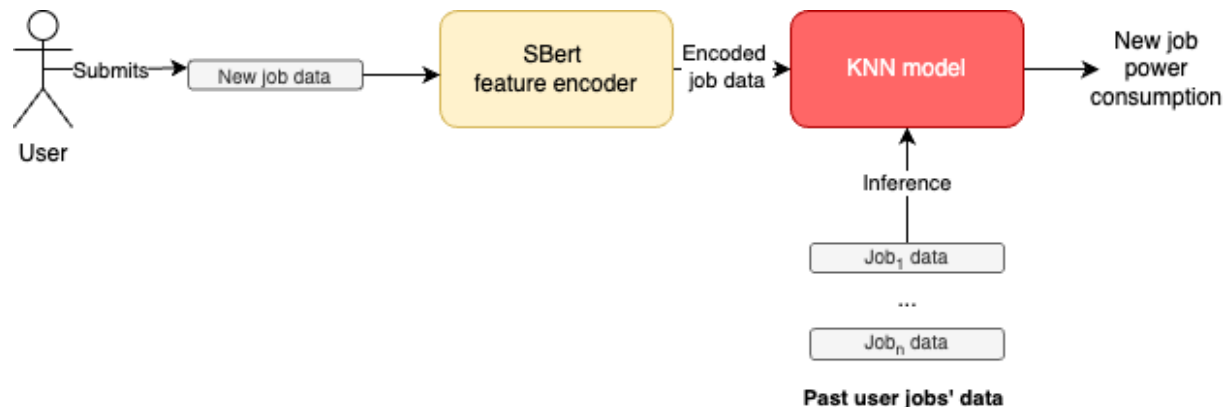 Submits
New job data
User
SBert
feature encoder
Encoded
job data
KNN model
New job
power
consumption
Inference
Job₁ data
...
Jobₙ data
Past user jobs' data